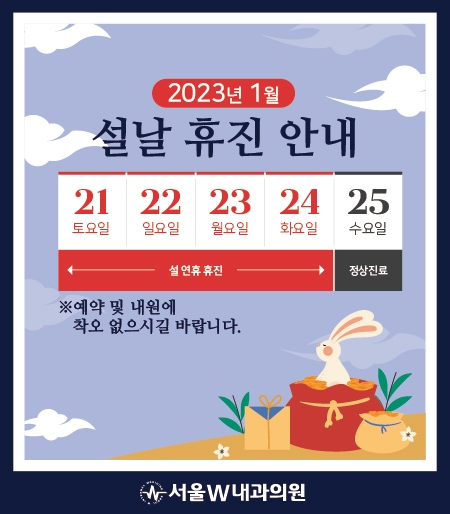 2023년 1월
설날 휴진 안내
21 22 23 24 25
토요일 일요일 월요일 화요일 수요일
설 연휴 휴진 정상진료
※예약 및 내원에
착오 없으시길 바랍니다.
서울W내과의원